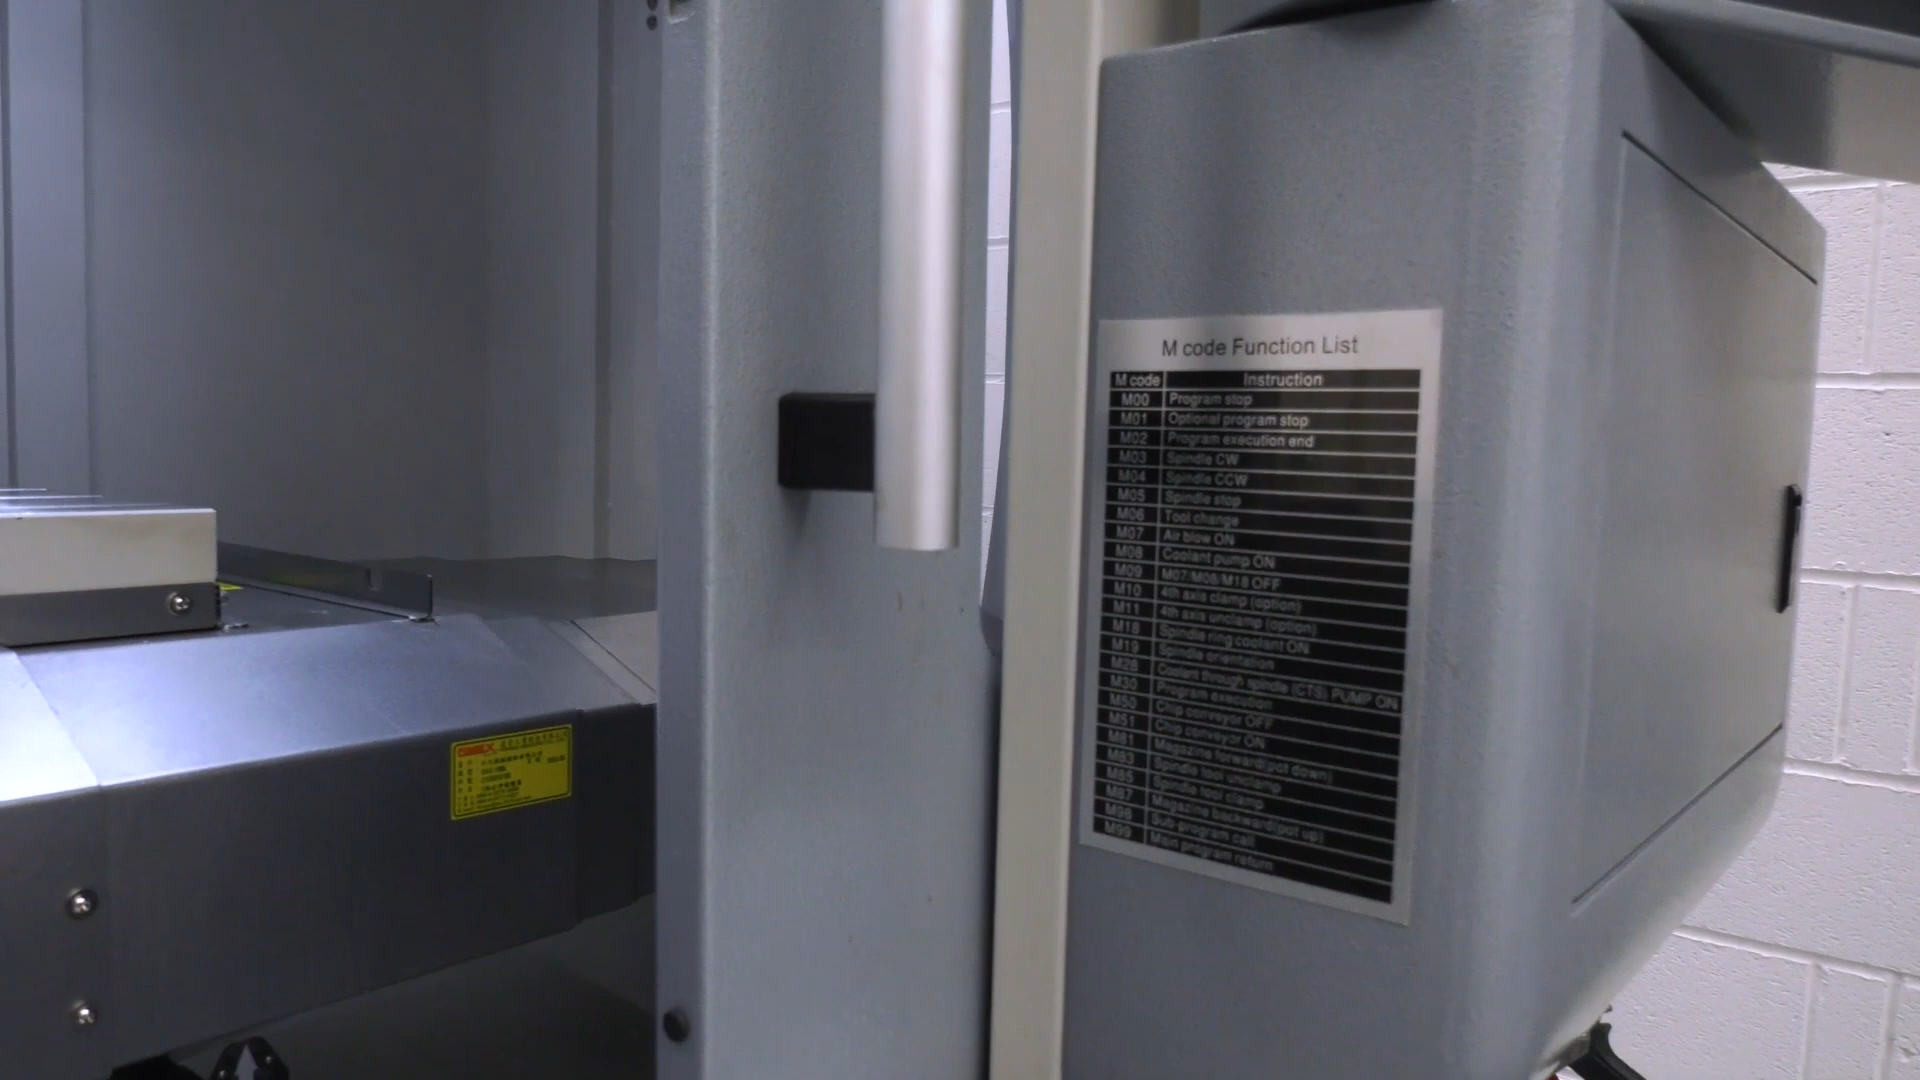 M code Function List
M code Instruction
M00 Program stop
M01 Optional program stop
M02 Program execution end
M03 Spindle CW
M04 Spindle CCW
M05 Spindle stop
M06 Tool change
M07 Air blow ON
M08 Coolant pump ON
M09 M07/M08/M18 OFF
M10 4th axis clamp (option)
M11 4th axis unclamp (option)
M18 Spindle ring coolant ON
M19 Spindle orientation
M28 Coolant through spindle (CTS) PUMP ON
M30 Program execution
M50 Chip conveyor OFF
M51 Chip conveyor ON
M81 Magazine forward(pot down)
M83 Spindle tool unclamp
M85 Spindle tool clamp
M87 Magazine backward(pot up)
M98 Sub program call
M99 Main program return